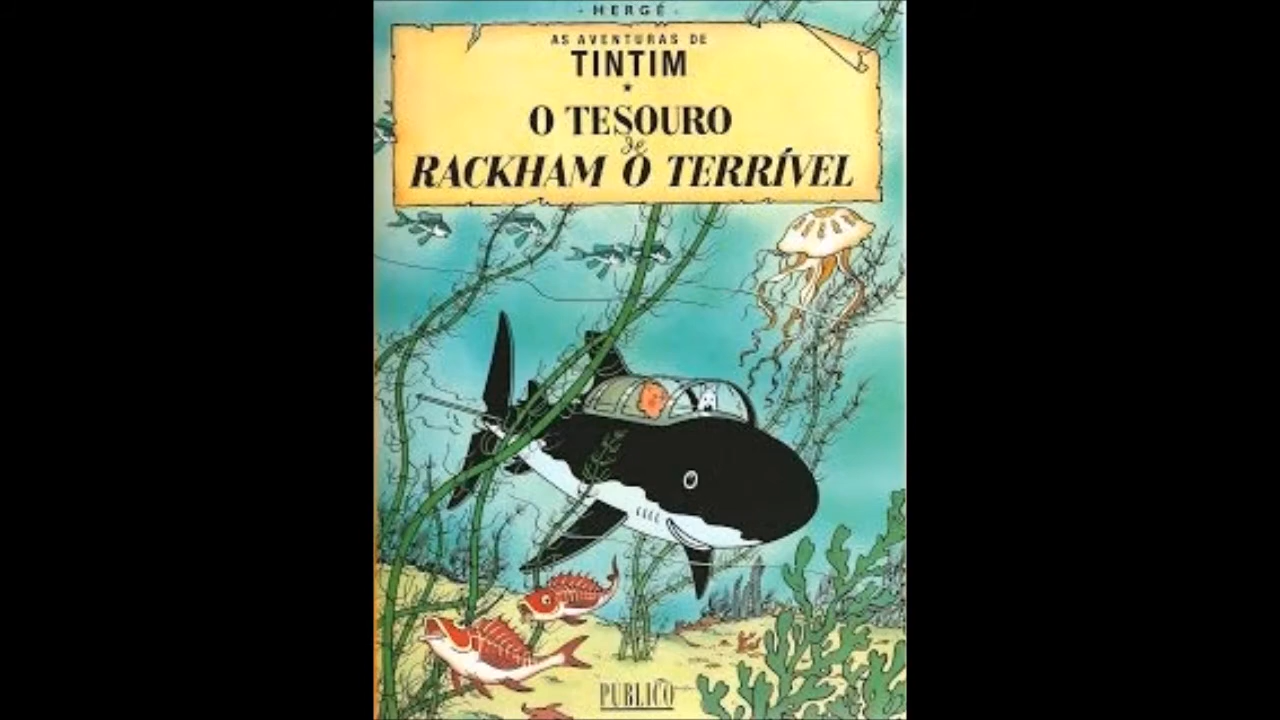 - HERGÉ -
AS AVENTURAS DE
TINTIM
★
O TESOURO
de
RACKHAM O TERRÍVEL
PÚBLICO